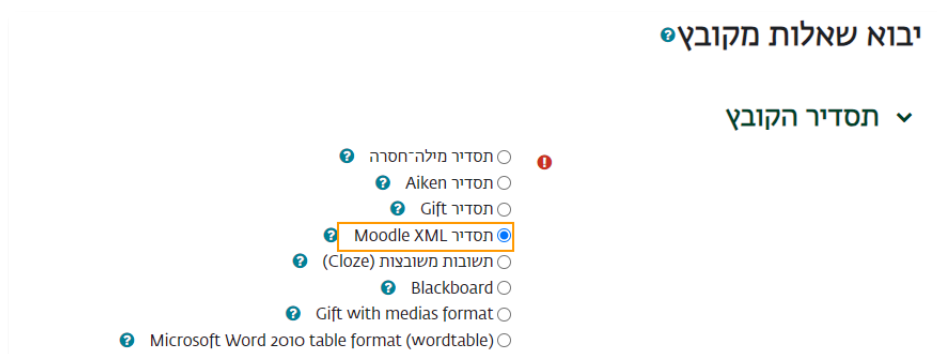 יבוא שאלות מקובץ
תסדיר הקובץ
תסדיר מילה־חסרה
תסדיר Aiken
תסדיר Gift
תסדיר Moodle XML
תשובות משובצות (Cloze)
Blackboard
Gift with medias format
Microsoft Word 2010 table format (wordtable)